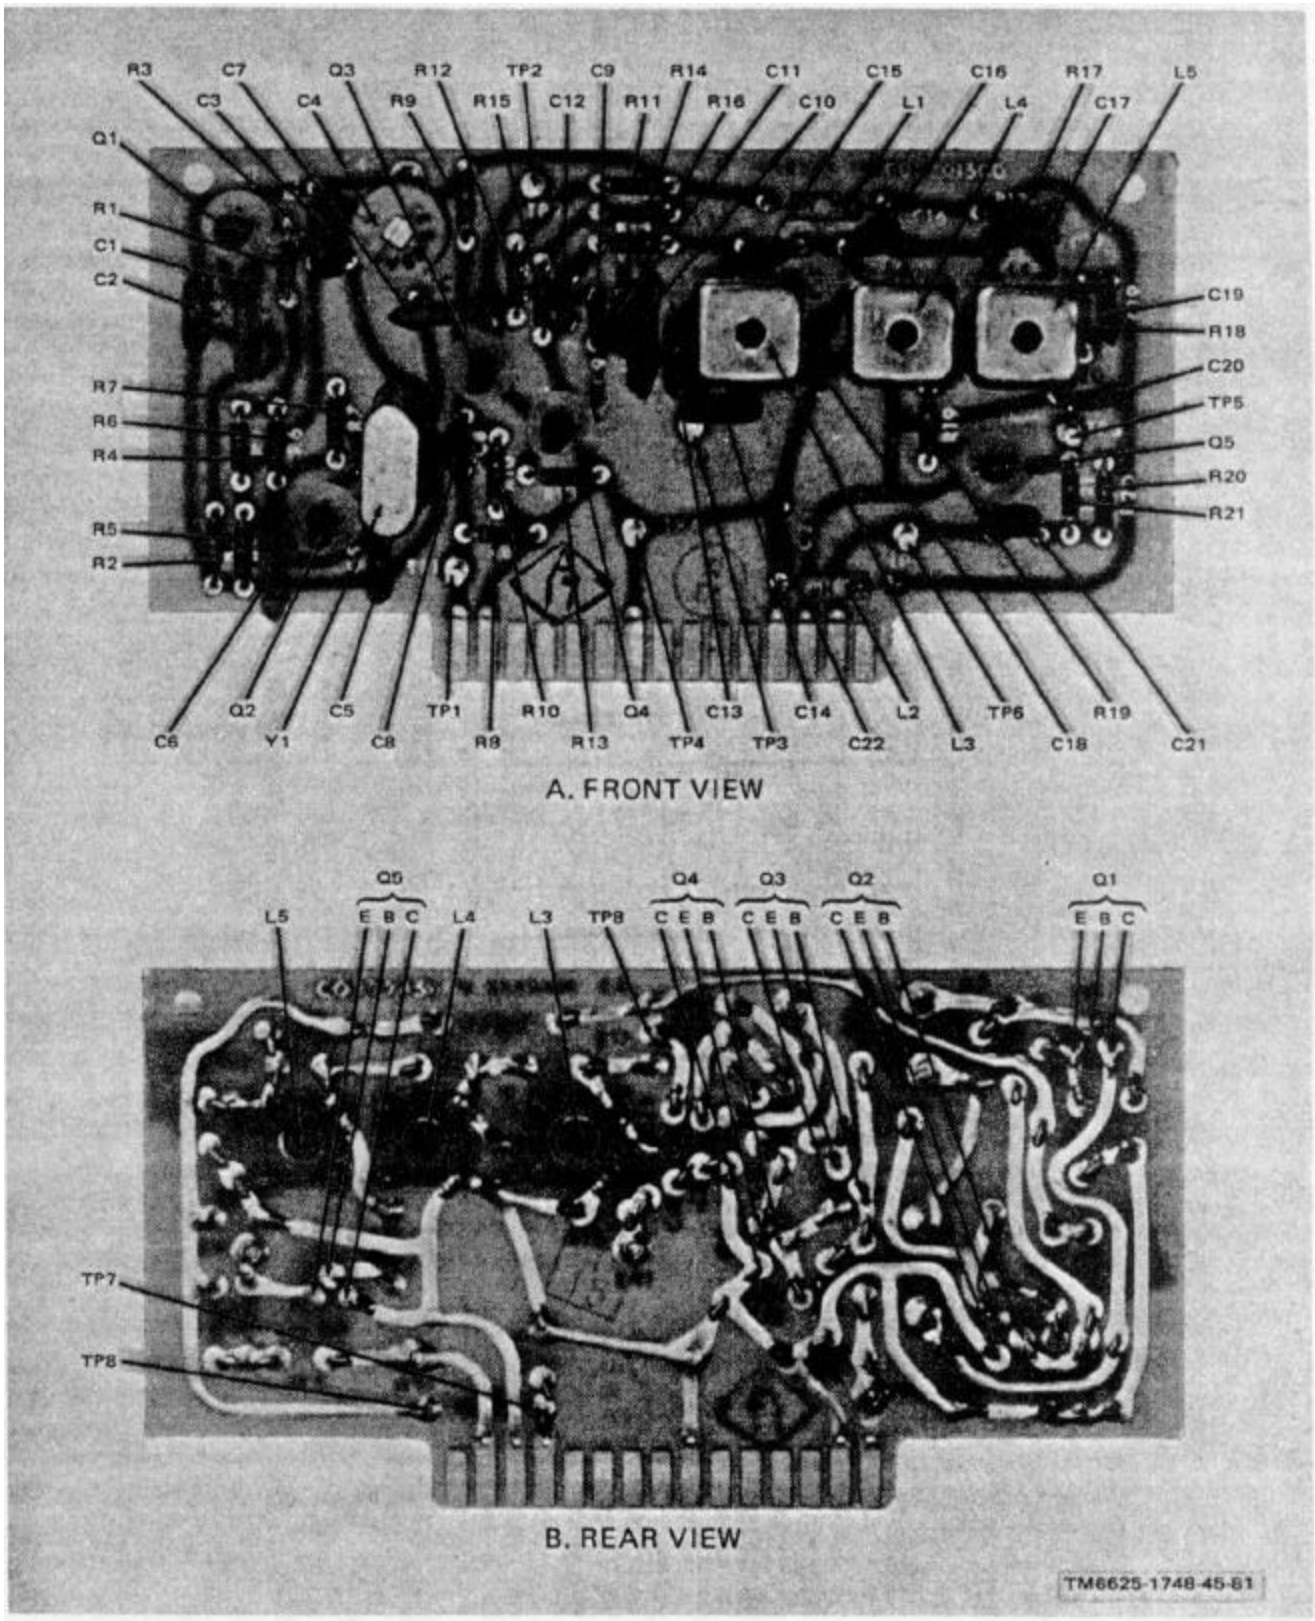 R3 C7 Q3 R12 TP2 C9 R14 C11 C15 C16 R17 L5
C3 C4 R9 R15 C12 R11 R16 C10 L1 L4 C17
Q1
R1
C1
C2
C19
R18
R7
C20
R6
TP5
R4
Q5
R20
R5
R21
R2
Q2 C5 TP1 R10 Q4 C13 C14 L2 TP6 R19
C6 Y1 C8 R8 R13 TP4 TP3 C22 L3 C18 C21
A. FRONT VIEW
Q5 Q4 Q3 Q2 Q1
L5 E B C L4 L3 TP8 C E B C E B C E B E B C
TP7
TP8
B. REAR VIEW
TM6625-1748-45-81